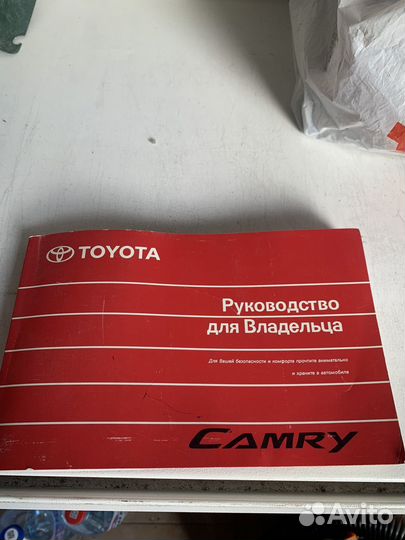 TOYOTA
Руководство
для Владельца
Для Вашей безопасности и комфорта прочтите внимательно
и храните в автомобиле
CAMRY
Avito